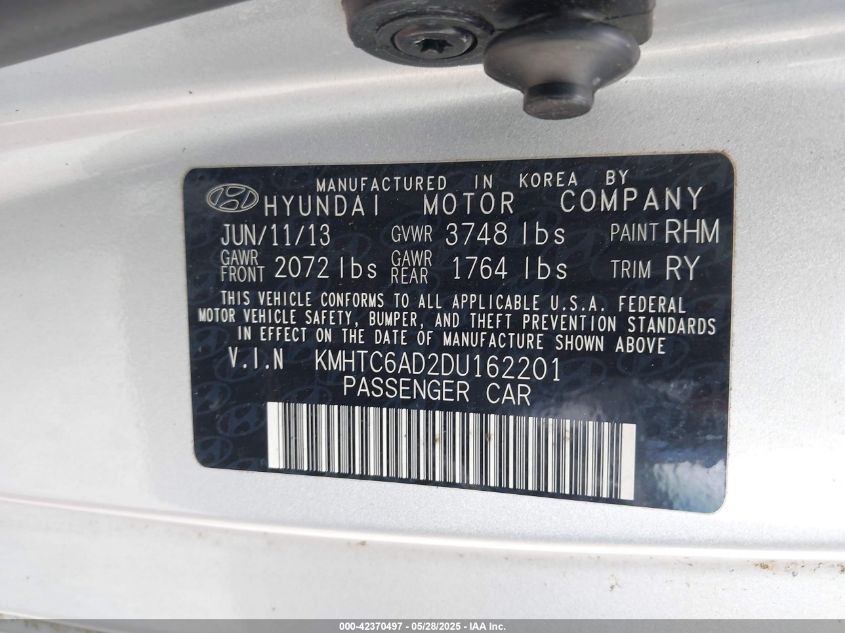 MANUFACTURED IN KOREA BY
HYUNDAI MOTOR COMPANY
JUN/11/13 GVWR 3748 lbs PAINT RHM
GAWR FRONT 2072 lbs GAWR REAR 1764 lbs TRIM RY
THIS VEHICLE CONFORMS TO ALL APPLICABLE U.S.A. FEDERAL
MOTOR VEHICLE SAFETY, BUMPER, AND THEFT PREVENTION STANDARDS
IN EFFECT ON THE DATE OF MANUFACTURE SHOWN ABOVE
V.I.N KMHTC6AD2DU162201
PASSENGER CAR
000-42370497 - 05/28/2025 - IAA Inc.